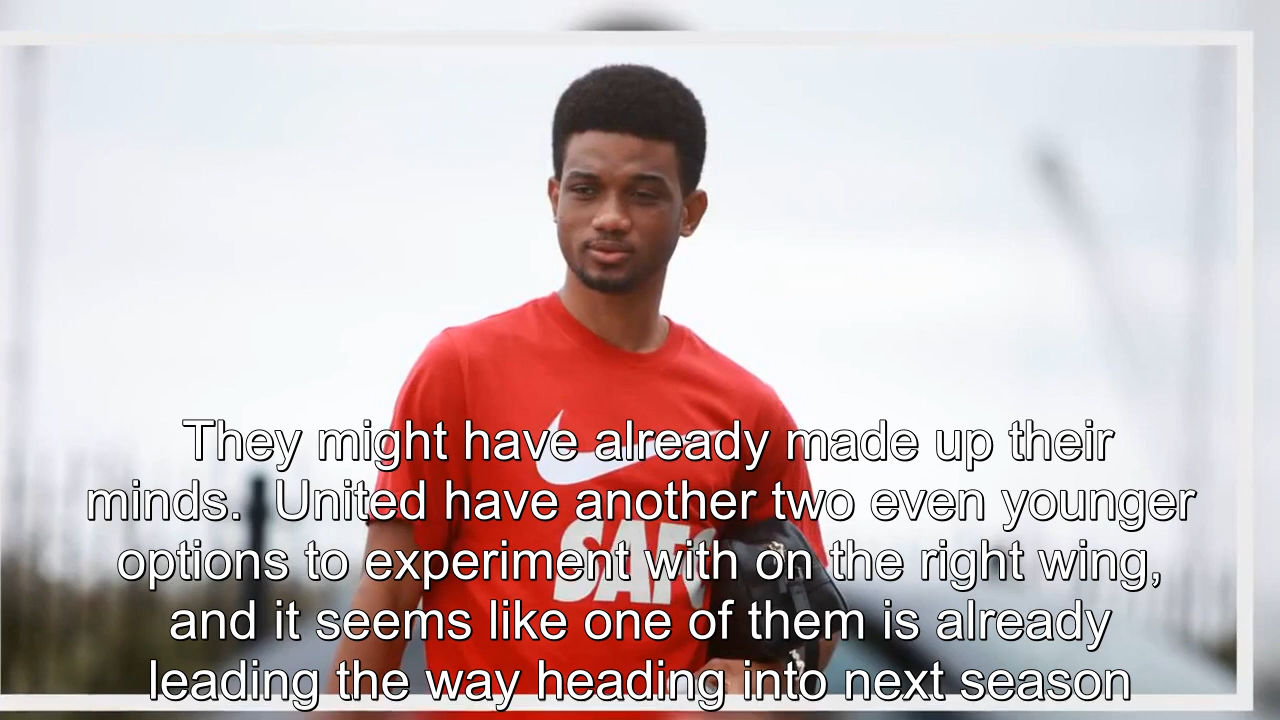 They might have already made up their
minds.  United have another two even younger
options to experiment with on the right wing,
and it seems like one of them is already
leading the way heading into next season